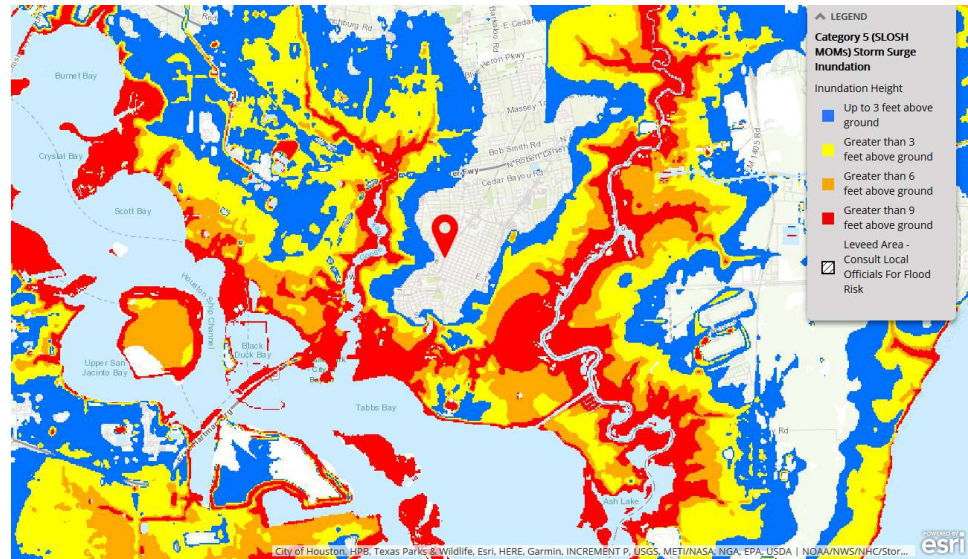 LEGEND
Category 5 (SLOSH
MOMs) Storm Surge
Inundation
Inundation Height
Up to 3 feet above
ground
Greater than 3
feet above ground
Greater than 6
feet above ground
Greater than 9
feet above ground
Leveed Area -
Consult Local
Officials For Flood
Risk
Burnet Bay
Crystal Bay
Scott Bay
Houston Ship Channel
Black
Duck Bay
Upper San
Jacinto Bay
Tabbs Bay
Ash Lake
E Cedar
Massey
Bob Smith Rd
Cedar Bayou Rd
City of Houston, HPB, Texas Parks & Wildlife, Esri, HERE, Garmin, INCREMENT P, USGS, METI/NASA, NGA, EPA, USDA | NOAA/NWS/NHC/Stor...
POWERED BY
esri